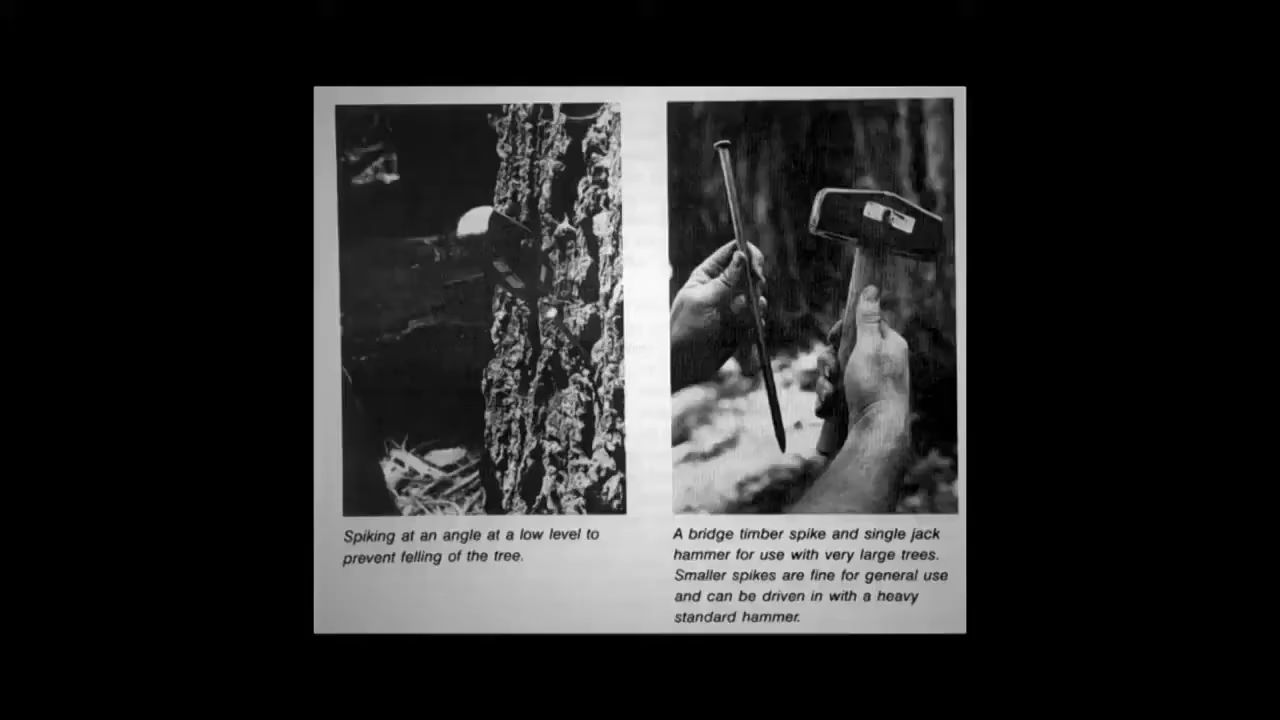 Spiking at an angle at a low level to
prevent felling of the tree.
A bridge timber spike and single jack
hammer for use with very large trees.
Smaller spikes are fine for general use
and can be driven in with a heavy
standard hammer.